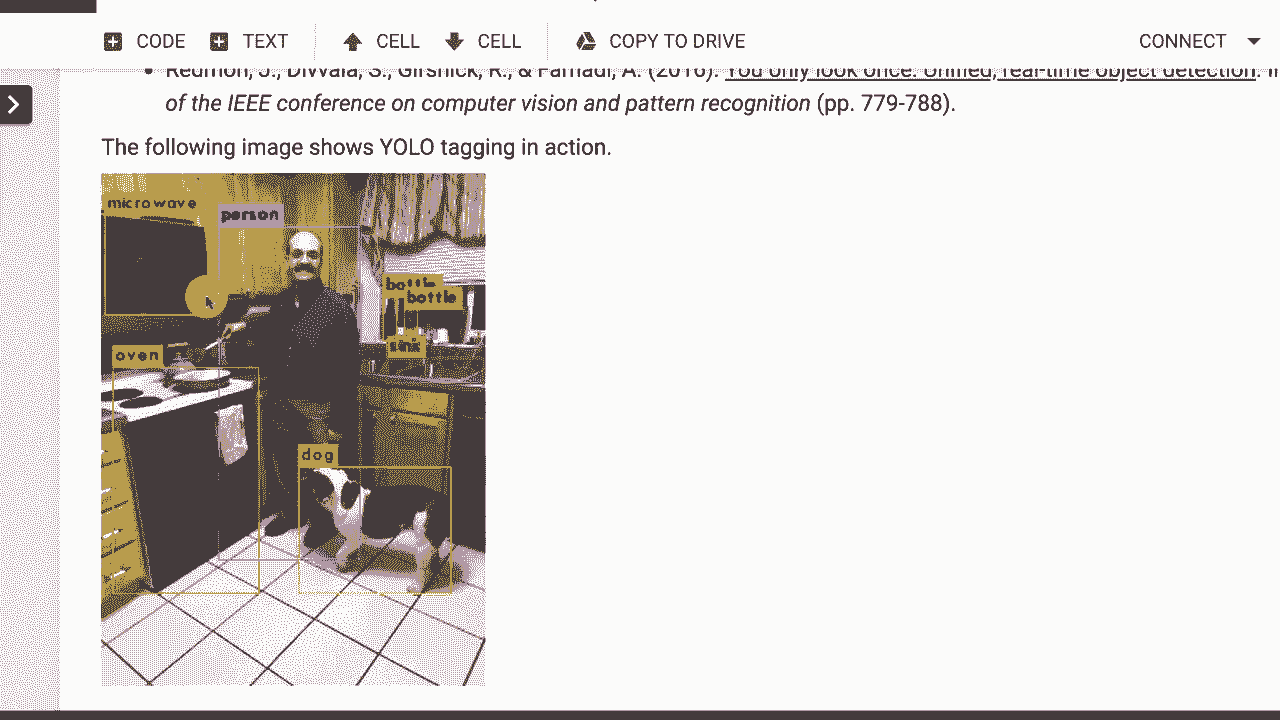 CODE TEXT CELL CELL COPY TO DRIVE CONNECT
Redmon, J., Divvala, S., Girshick, R., & Farhadi, A. (2016). You only look once: Unified, real-time object detection.
of the IEEE conference on computer vision and pattern recognition (pp. 779-788).
The following image shows YOLO tagging in action.
microwave
person
bottle
bottle
sink
oven
dog